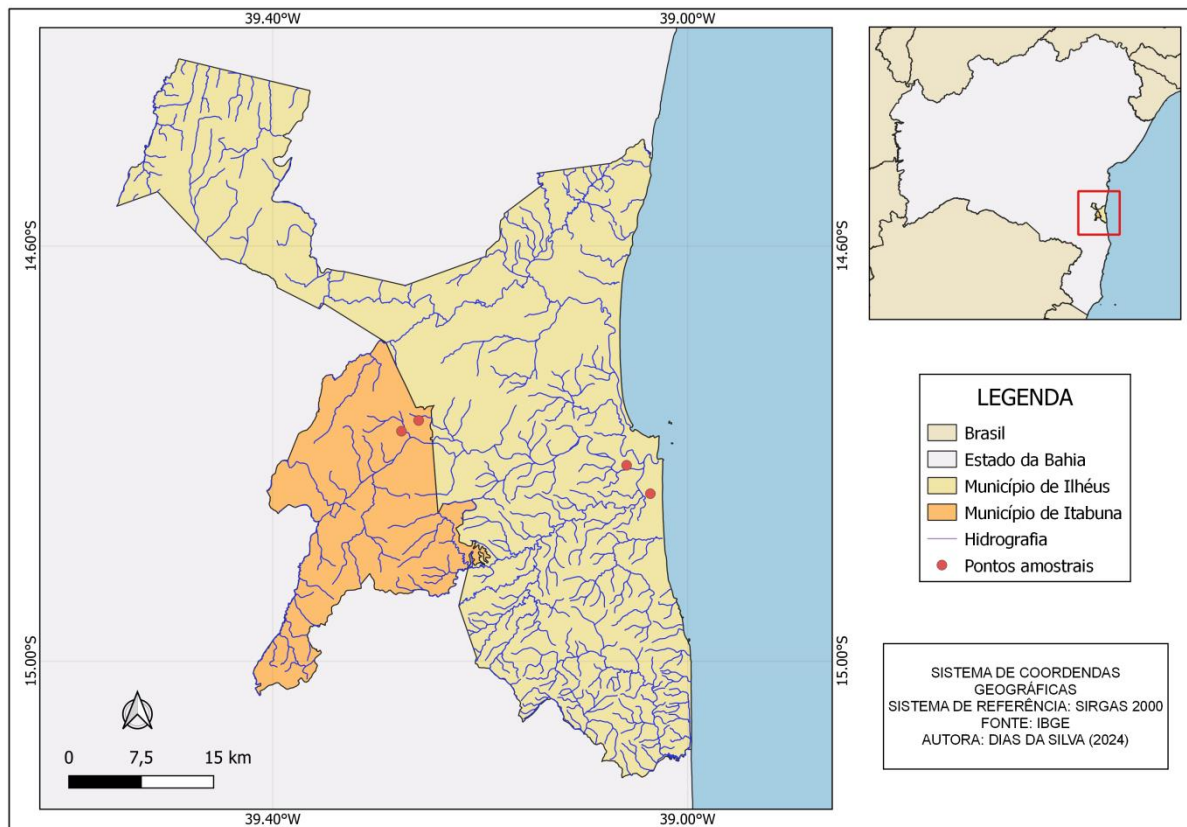 39.40°W
39.00°W
14.60°S
14.60°S
LEGENDA
Brasil
Estado da Bahia
Município de Ilhéus
Município de Itabuna
Hidrografia
Pontos amostrais
15.00°S
15.00°S
SISTEMA DE COORDENDAS
GEOGRÁFICAS
SISTEMA DE REFERÊNCIA: SIRGAS 2000
FONTE: IBGE
AUTORA: DIAS DA SILVA (2024)
0 7,5 15 km
39.40°W
39.00°W